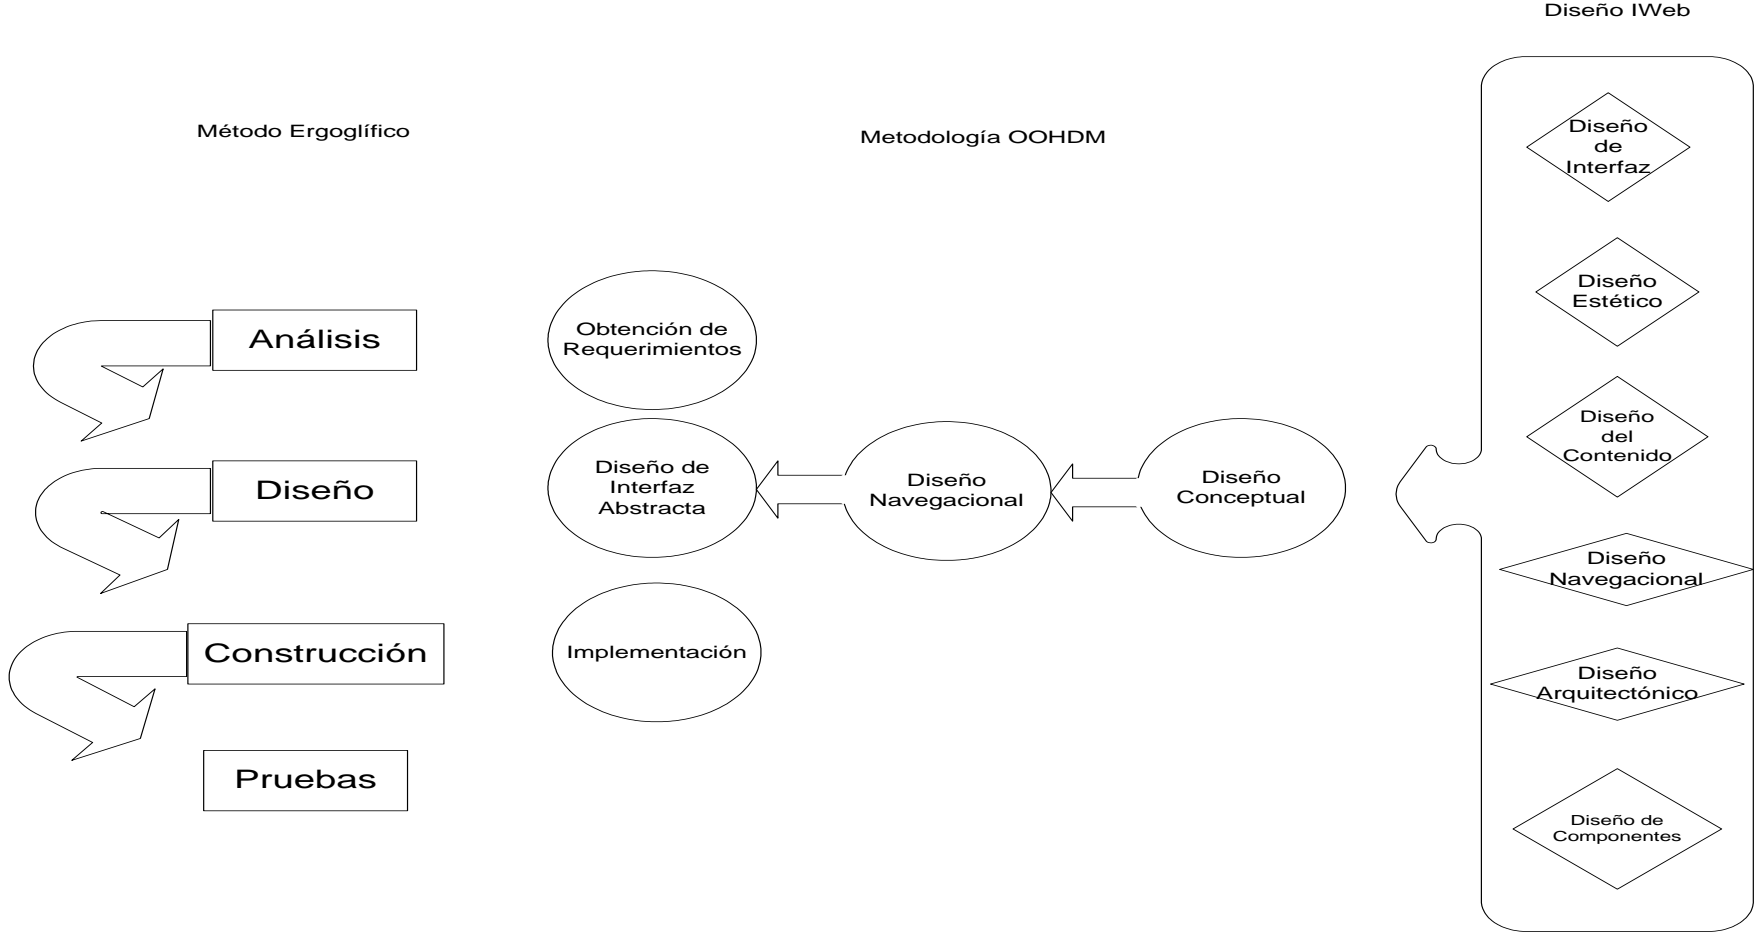 Diseño IWeb
Método Ergoglífico
Metodología OOHDM
Análisis
Diseño
Construcción
Pruebas
Obtención de
Requerimientos
Diseño de
Interfaz
Abstracta
Diseño
Navegacional
Diseño
Conceptual
Implementación
Diseño
de
Interfaz
Diseño
Estético
Diseño
del
Contenido
Diseño
Navegacional
Diseño
Arquitectónico
Diseño de
Componentes